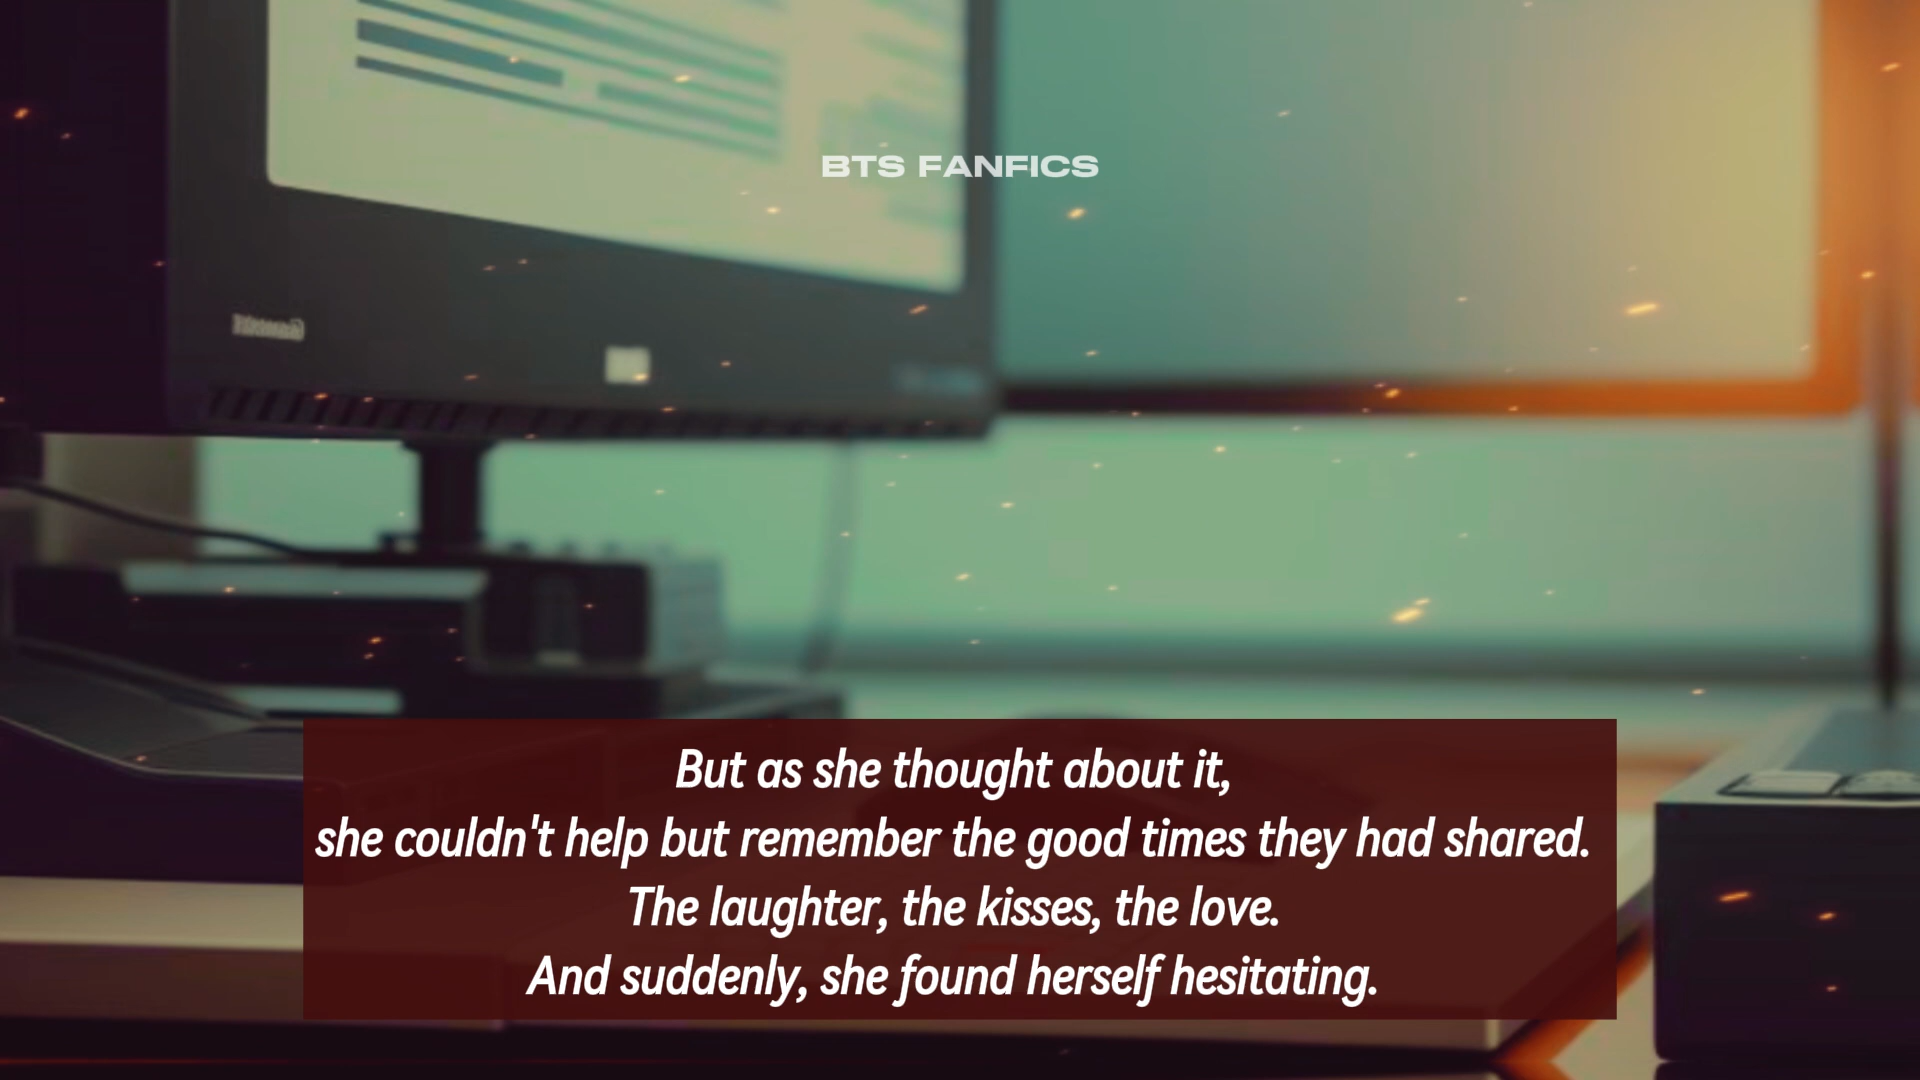 BTS FANFICS
But as she thought about it,
she couldn't help but remember the good times they had shared.
The laughter, the kisses, the love.
And suddenly, she found herself hesitating.